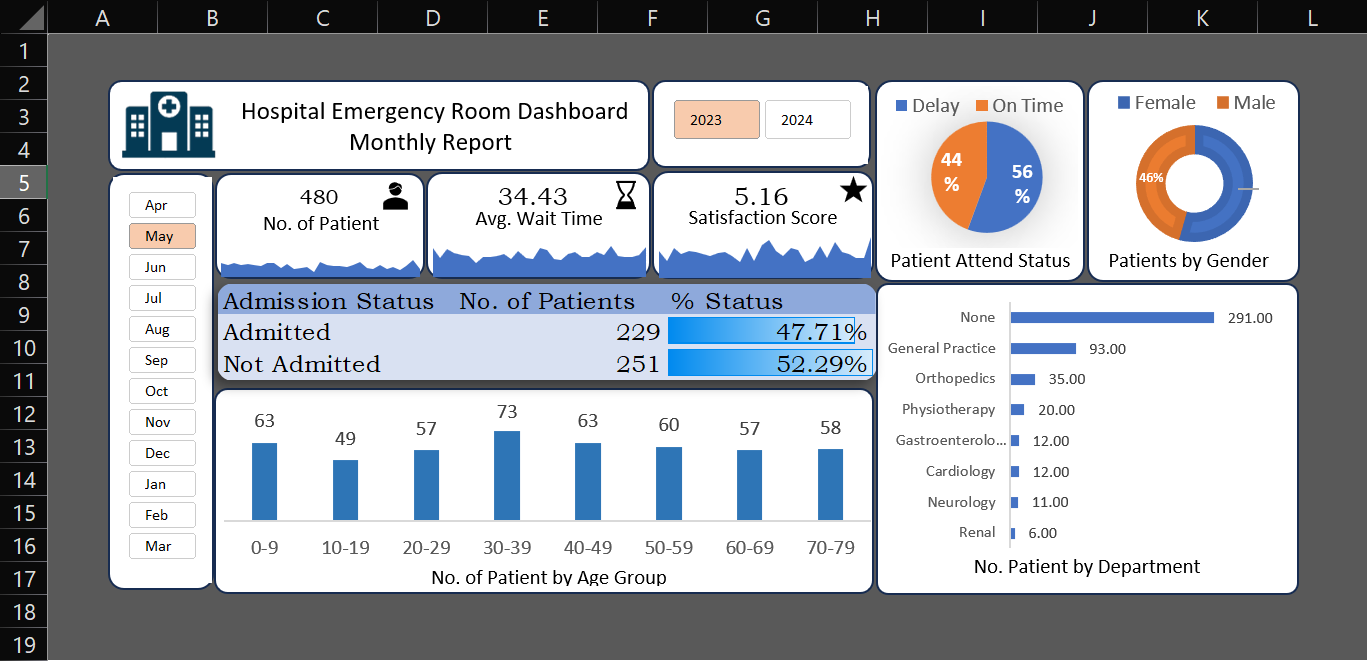 A B C D E F G H I J K L
1
2
3
4
5
6
7
8
9
10
11
12
13
14
15
16
17
18
19
Hospital Emergency Room Dashboard
Monthly Report
2023 2024
Apr
May
Jun
Jul
Aug
Sep
Oct
Nov
Dec
Jan
Feb
Mar
480
No. of Patient
34.43
Avg. Wait Time
5.16
Satisfaction Score
Delay On Time
44
%
56
%
Patient Attend Status
Female Male
46%
Patients by Gender
Admission Status No. of Patients % Status
Admitted 229 47.71%
Not Admitted 251 52.29%
63 49 57 73 63 60 57 58
0-9 10-19 20-29 30-39 40-49 50-59 60-69 70-79
No. of Patient by Age Group
None 291.00
General Practice 93.00
Orthopedics 35.00
Physiotherapy 20.00
Gastroenterolo... 12.00
Cardiology 12.00
Neurology 11.00
Renal 6.00
No. Patient by Department